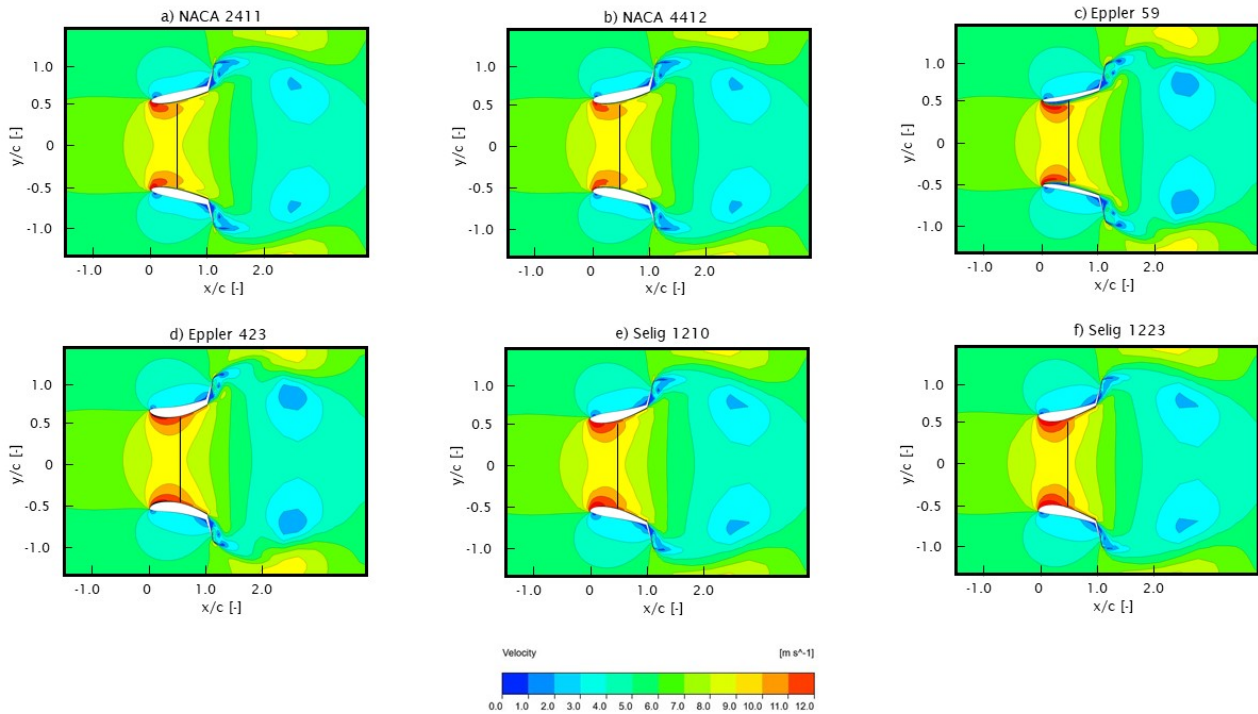 a) NACA 2411
b) NACA 4412
c) Eppler 59
1.0
0.5
0
-0.5
-1.0
y/c [-]
-1.0 0 1.0 2.0
x/c [-]
1.0
0.5
0
-0.5
-1.0
y/c [-]
-1.0 0 1.0 2.0
x/c [-]
1.0
0.5
0
-0.5
-1.0
y/c [-]
-1.0 0 1.0 2.0
x/c [-]
d) Eppler 423
e) Selig 1210
f) Selig 1223
1.0
0.5
0
-0.5
-1.0
y/c [-]
-1.0 0 1.0 2.0
x/c [-]
1.0
0.5
0
-0.5
-1.0
y/c [-]
-1.0 0 1.0 2.0
x/c [-]
1.0
0.5
0
-0.5
-1.0
y/c [-]
-1.0 0 1.0 2.0
x/c [-]
Velocity [m s^-1]
0.0 1.0 2.0 3.0 4.0 5.0 6.0 7.0 8.0 9.0 10.0 11.0 12.0